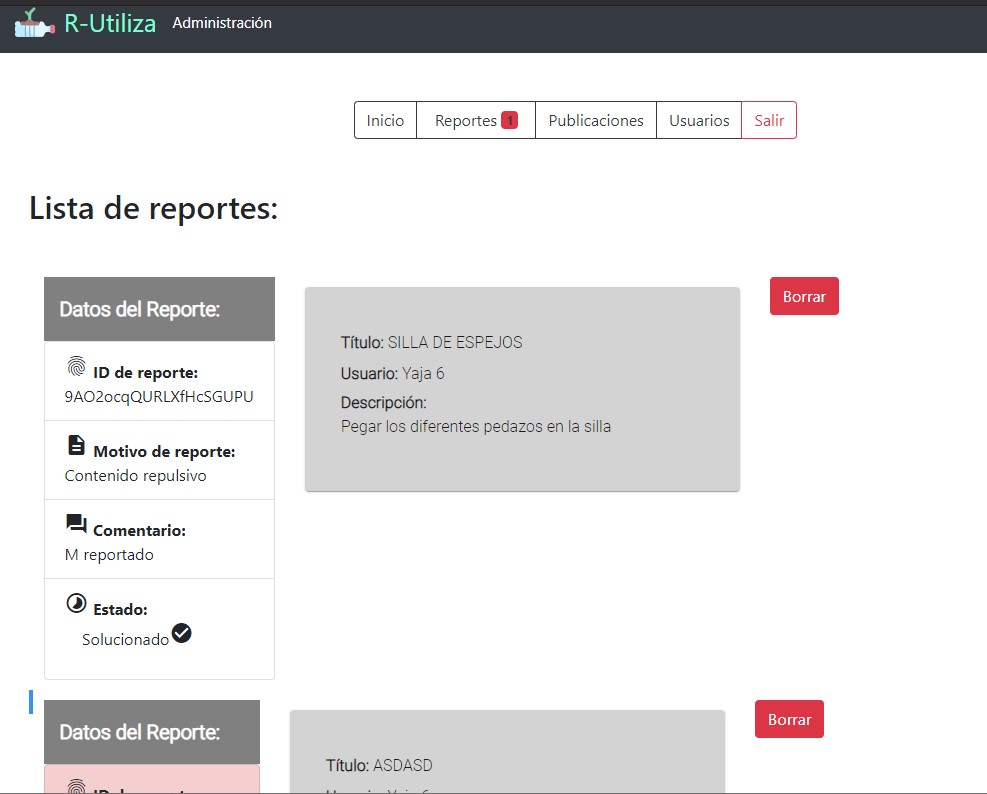 R-Utiliza Administración
Inicio Reportes 1 Publicaciones Usuarios Salir
Lista de reportes:
Datos del Reporte:
ID de reporte:
9AO2ocqQURLXfHcSGUPU
Motivo de reporte:
Contenido repulsivo
Comentario:
M reportado
Estado:
Solucionado
Título: SILLA DE ESPEJOS
Usuario: Yaja 6
Descripción:
Pegar los diferentes pedazos en la silla
Borrar
Datos del Reporte:
Título: ASDASD
Borrar